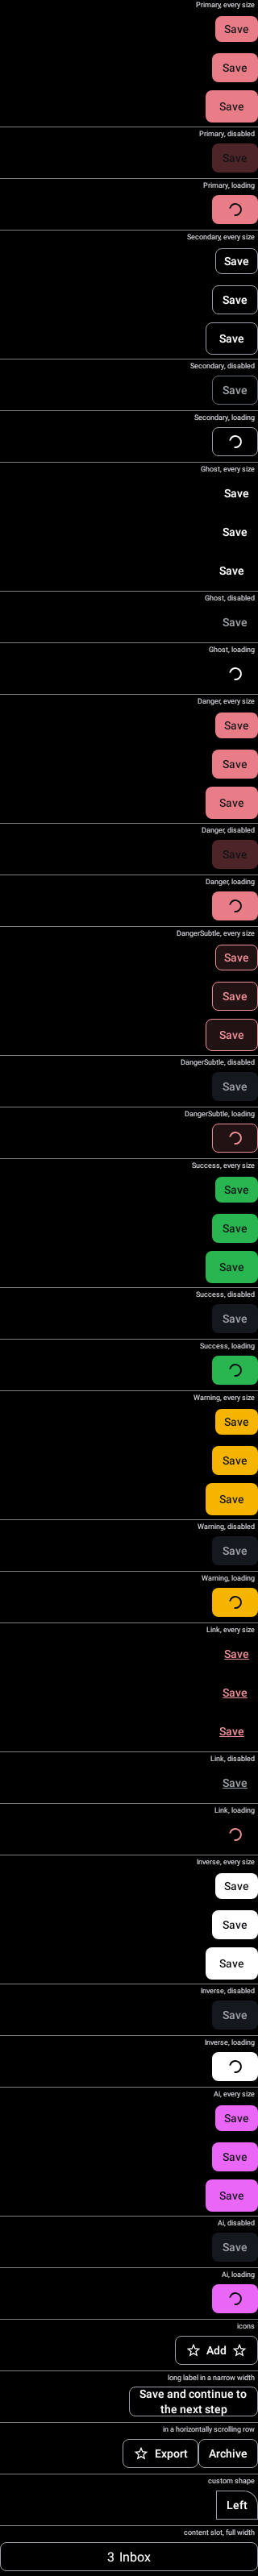 Primary, every size
Save
Save
Save
Primary, disabled
Save
Primary, loading
Secondary, every size
Save
Save
Save
Secondary, disabled
Save
Secondary, loading
Ghost, every size
Save
Save
Save
Ghost, disabled
Save
Ghost, loading
Danger, every size
Save
Save
Save
Danger, disabled
Save
Danger, loading
DangerSubtle, every size
Save
Save
Save
DangerSubtle, disabled
Save
DangerSubtle, loading
Success, every size
Save
Save
Save
Success, disabled
Save
Success, loading
Warning, every size
Save
Save
Save
Warning, disabled
Save
Warning, loading
Link, every size
Save
Save
Save
Link, disabled
Save
Link, loading
Inverse, every size
Save
Save
Save
Inverse, disabled
Save
Inverse, loading
Ai, every size
Save
Save
Save
Ai, disabled
Save
Ai, loading
icons
Add
long label in a narrow width
Save and continue to
the next step
in a horizontally scrolling row
Export Archive
custom shape
Left
content slot, full width
3 Inbox